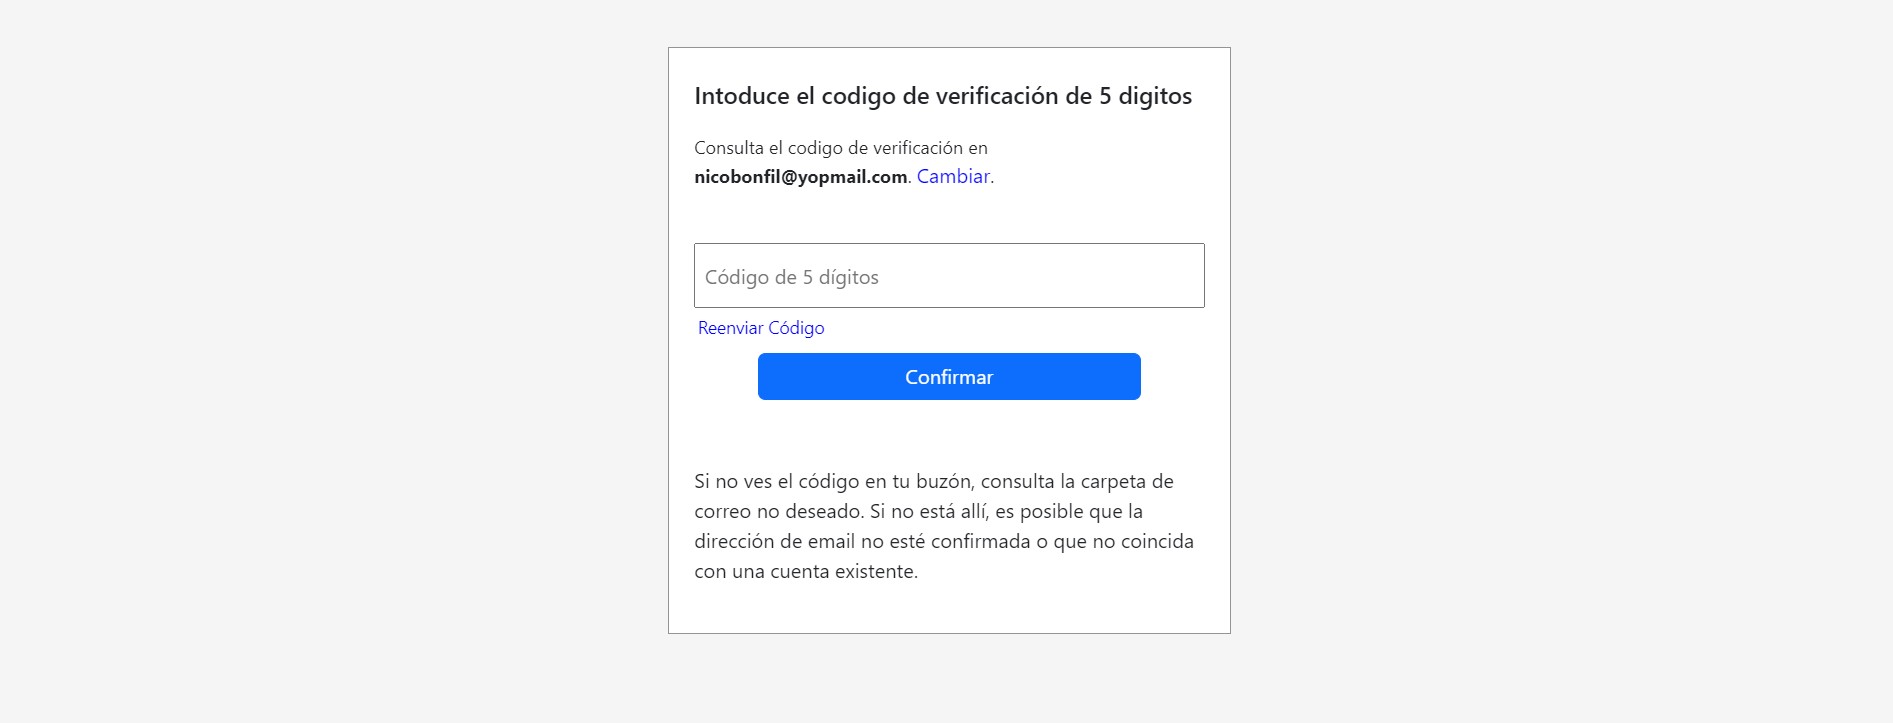 Intoduce el codigo de verificación de 5 digitos
Consulta el codigo de verificación en
nicobonfil@yopmail.com. Cambiar.
Código de 5 dígitos
Reenviar Código
Confirmar
Si no ves el código en tu buzón, consulta la carpeta de
correo no deseado. Si no está allí, es posible que la
dirección de email no esté confirmada o que no coincida
con una cuenta existente.